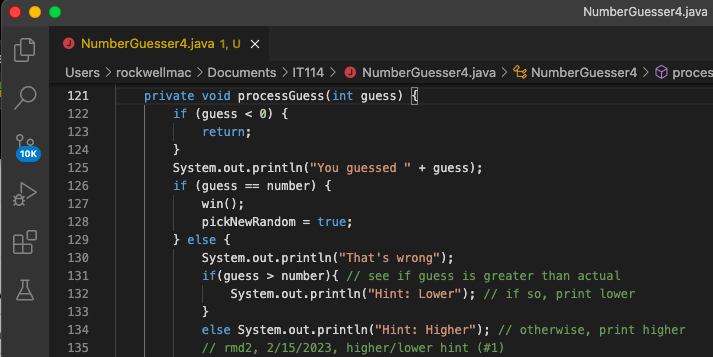 NumberGuesser4.java
NumberGuesser4.java 1, U
Users > rockwellmac > Documents > IT114 > NumberGuesser4.java > NumberGuesser4 > proces
10K
121 private void processGuess(int guess) {
122 if (guess < 0) {
123 return;
124 }
125 System.out.println("You guessed " + guess);
126 if (guess == number) {
127 win();
128 pickNewRandom = true;
129 } else {
130 System.out.println("That's wrong");
131 if(guess > number){ // see if guess is greater than actual
132 System.out.println("Hint: Lower"); // if so, print lower
133 }
134 else System.out.println("Hint: Higher"); // otherwise, print higher
135 // rmd2, 2/15/2023, higher/lower hint (#1)